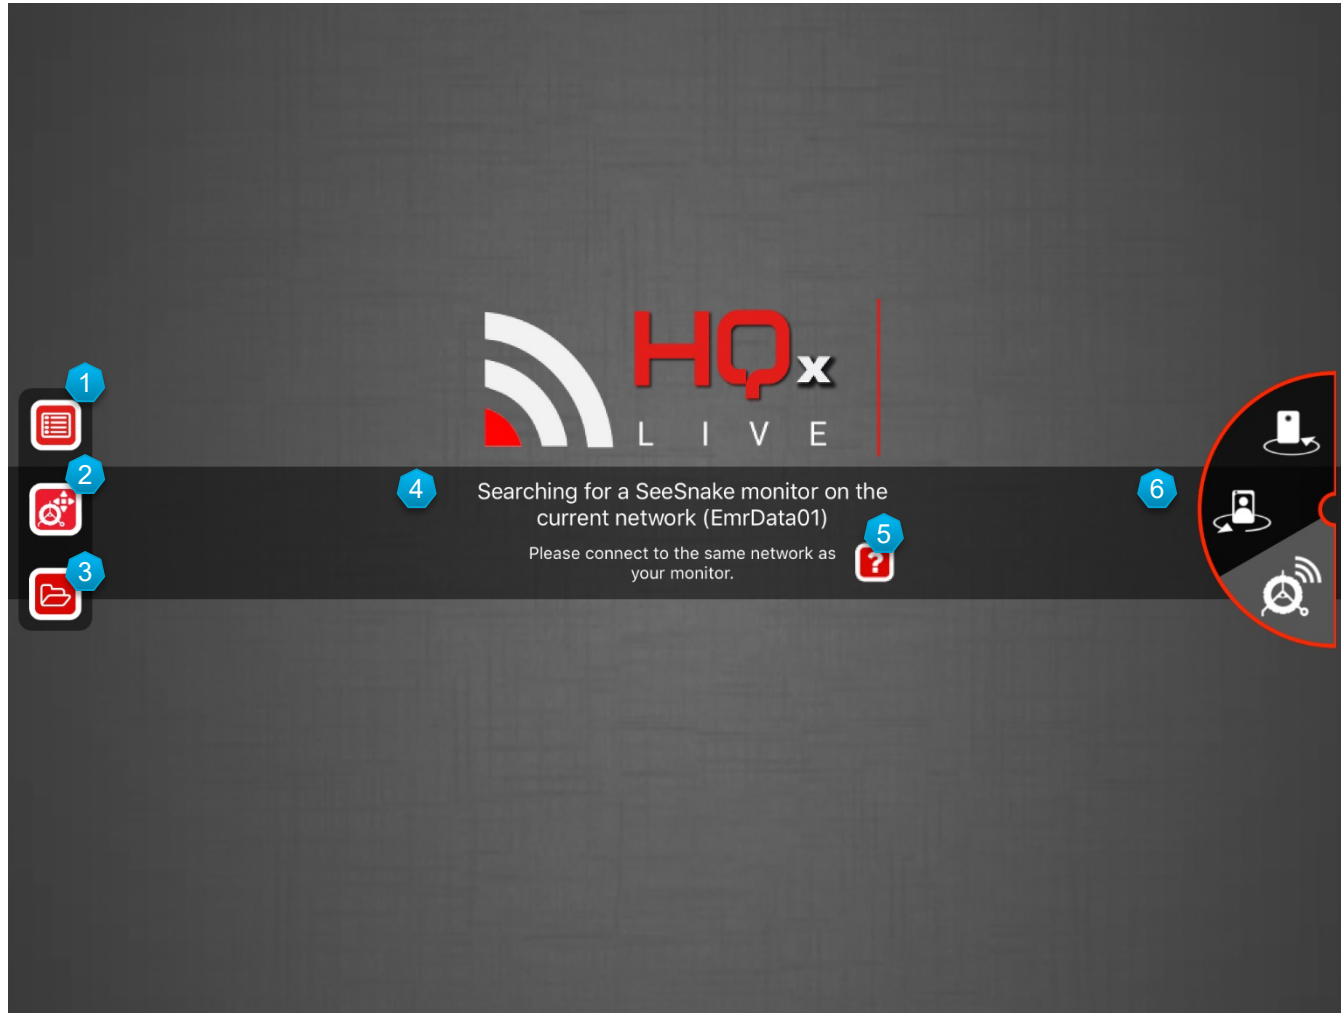 HQx
LIVE
1
2
3
4
Searching for a SeeSnake monitor on the
current network (EmrData01)
5
Please connect to the same network as
your monitor.
?
6